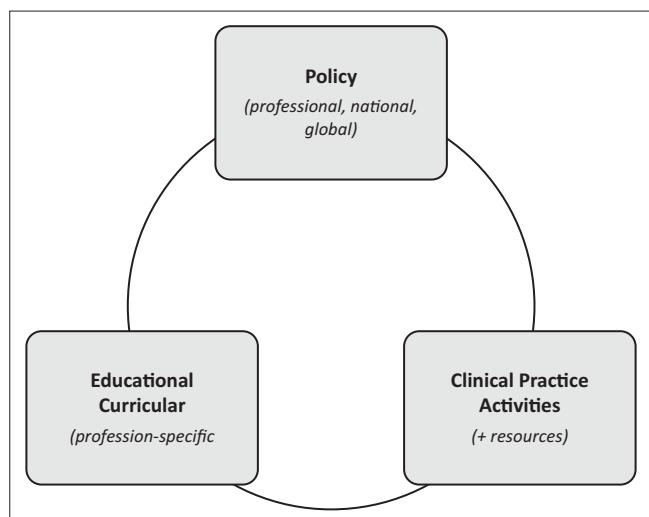 Policy
(professional, national,
global)
Educational
Curricular
(profession-specific
Clinical Practice
Activities
(+ resources)